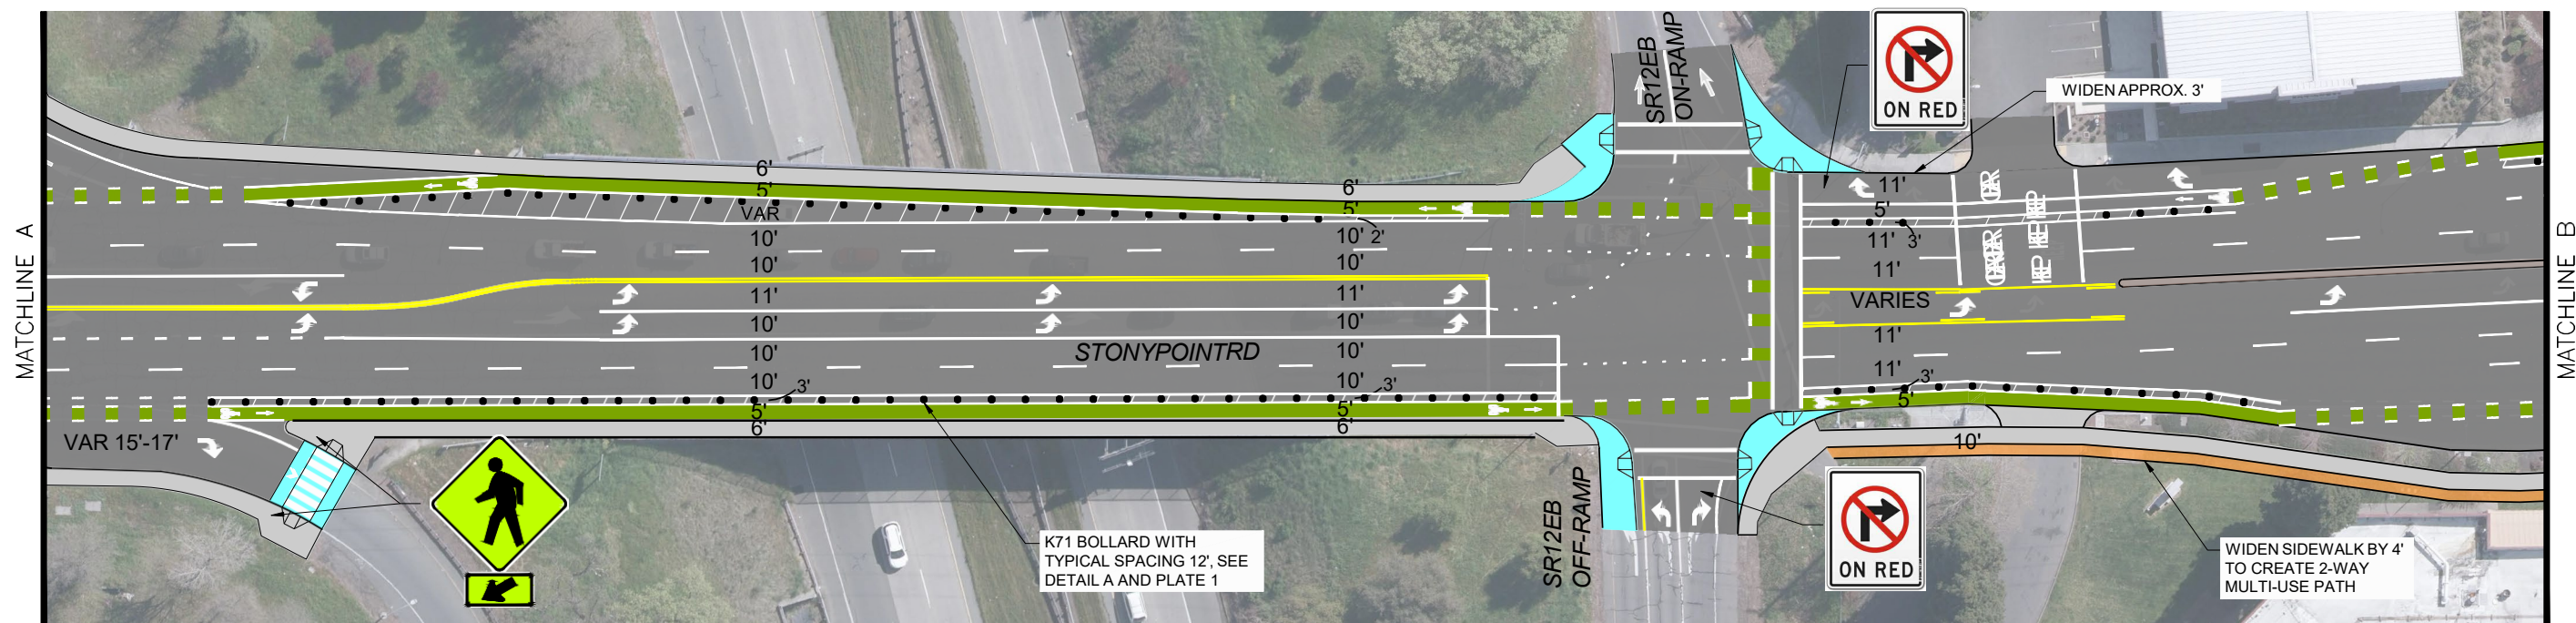 MATCHLINE A
6'
5'
VAR
10'
10'
11'
10'
10'
10'
3'
5'
6'
VAR 15'-17'
STONYPOINTRD
K71 BOLLARD WITH
TYPICAL SPACING 12', SEE
DETAIL A AND PLATE 1
6'
5'
10'
2'
10'
11'
10'
10'
10'
3'
5'
6'
SR12EB
ON-RAMP
SR12EB
OFF-RAMP
ON RED
WIDEN APPROX. 3'
11'
5'
11'
3'
11'
VARIES
11'
11'
3'
5'
KEEP
CLEAR
10'
ON RED
WIDEN SIDEWALK BY 4'
TO CREATE 2-WAY
MULTI-USE PATH
MATCHLINE B